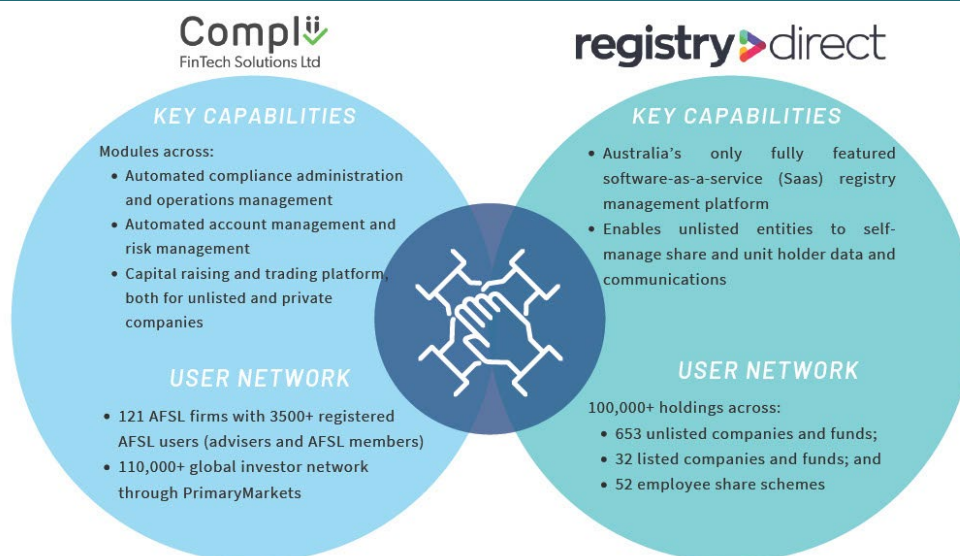 Complii
FinTech Solutions Ltd
KEY CAPABILITIES
Modules across:
• Automated compliance administration
and operations management
• Automated account management and
risk management
• Capital raising and trading platform,
both for unlisted and private
companies
USER NETWORK
• 121 AFSL firms with 3500+ registered
AFSL users (advisers and AFSL members)
• 110,000+ global investor network
through PrimaryMarkets
registry direct
KEY CAPABILITIES
• Australia's only fully featured
software-as-a-service (Saas) registry
management platform
• Enables unlisted entities to self-
manage share and unit holder data and
communications
USER NETWORK
100,000+ holdings across:
• 653 unlisted companies and funds;
• 32 listed companies and funds; and
• 52 employee share schemes